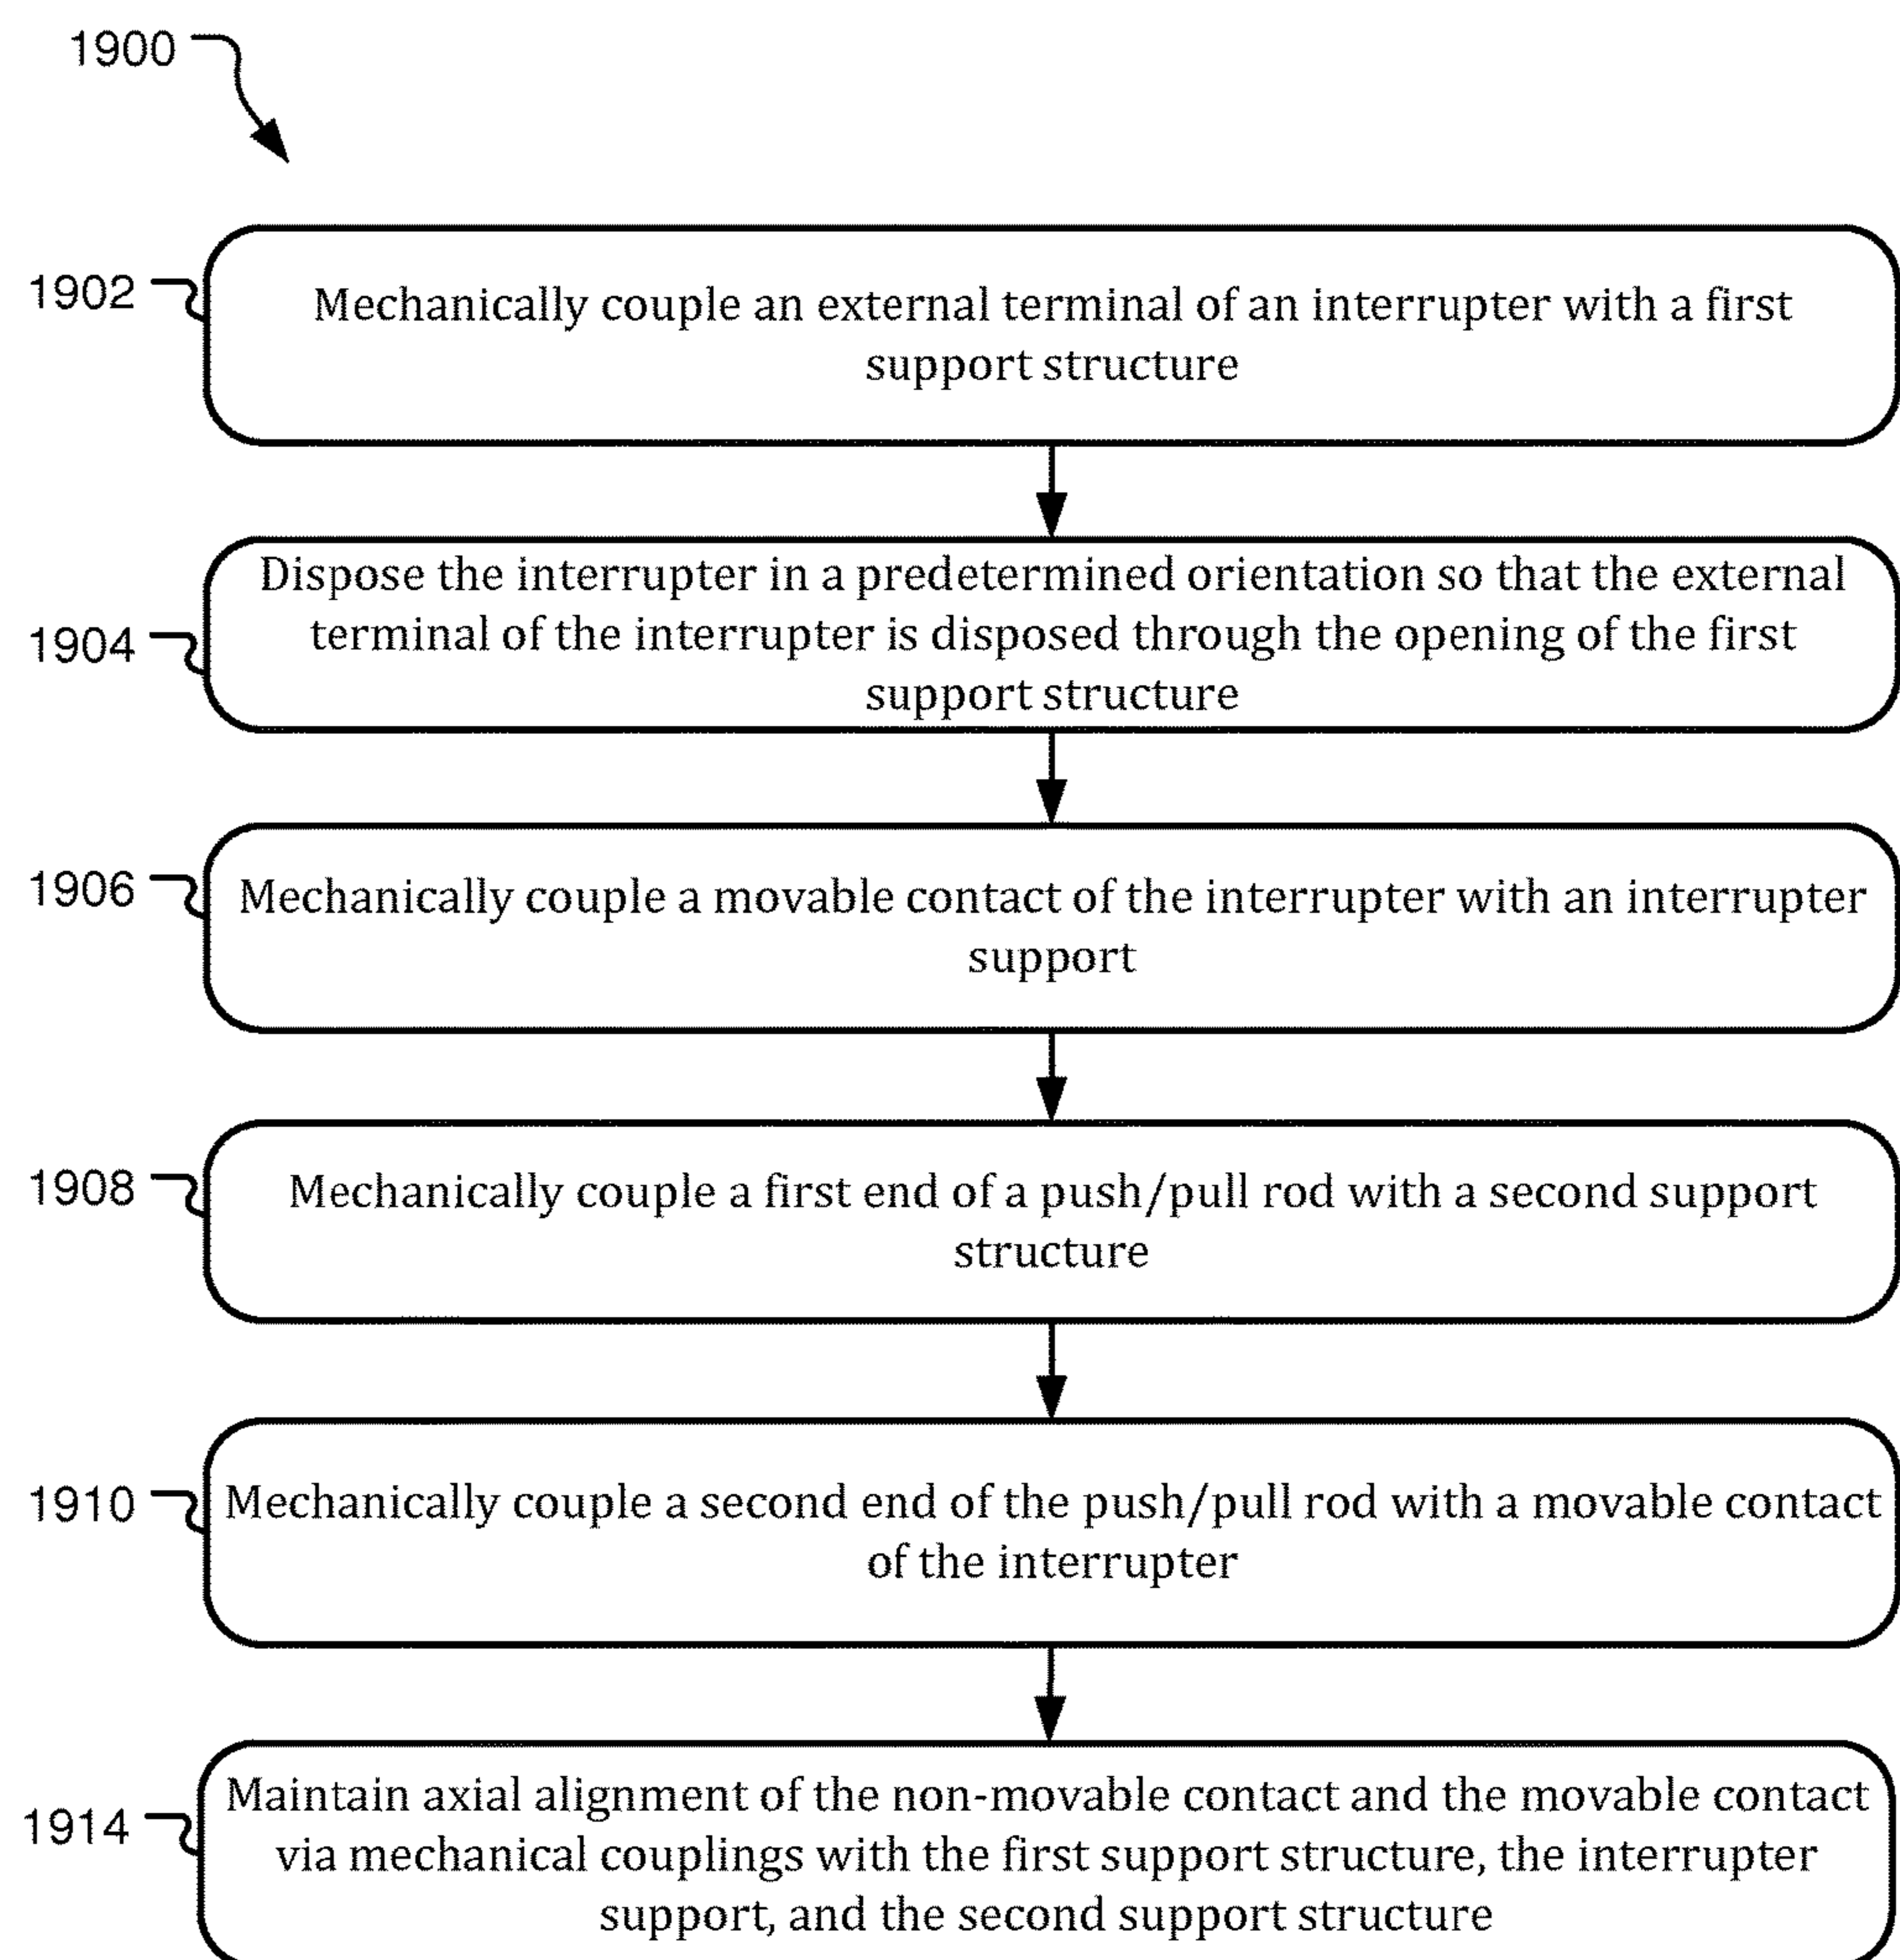 1900
1902
Mechanically couple an external terminal of an interrupter with a first
support structure
1904
Dispose the interrupter in a predetermined orientation so that the external
terminal of the interrupter is disposed through the opening of the first
support structure
1906
Mechanically couple a movable contact of the interrupter with an interrupter
support
1908
Mechanically couple a first end of a push/pull rod with a second support
structure
1910
Mechanically couple a second end of the push/pull rod with a movable contact
of the interrupter
1914
Maintain axial alignment of the non-movable contact and the movable contact
via mechanical couplings with the first support structure, the interrupter
support, and the second support structure